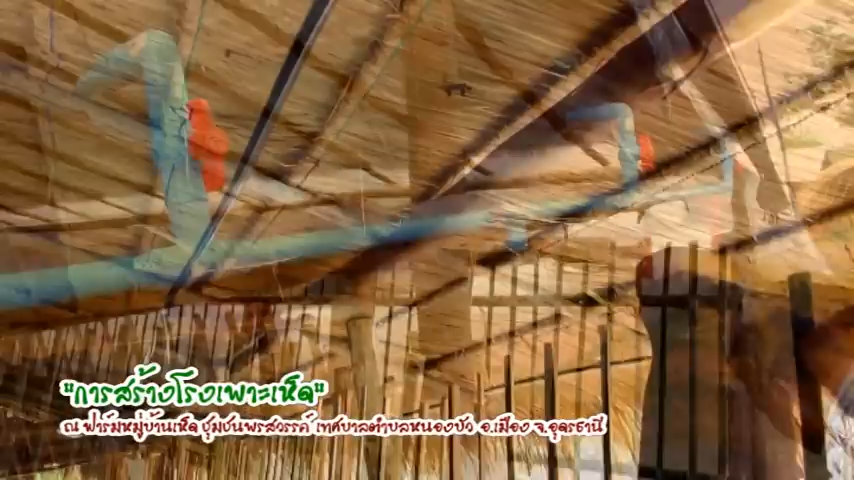 "การสร้างโรงเพาะเห็ด"
ณ ฟาร์มหมู่บ้านเห็ด ชุมชนพรสวรรค์ เทศบาลตำบลหนองบัว อ.เมือง จ.อุดรธานี